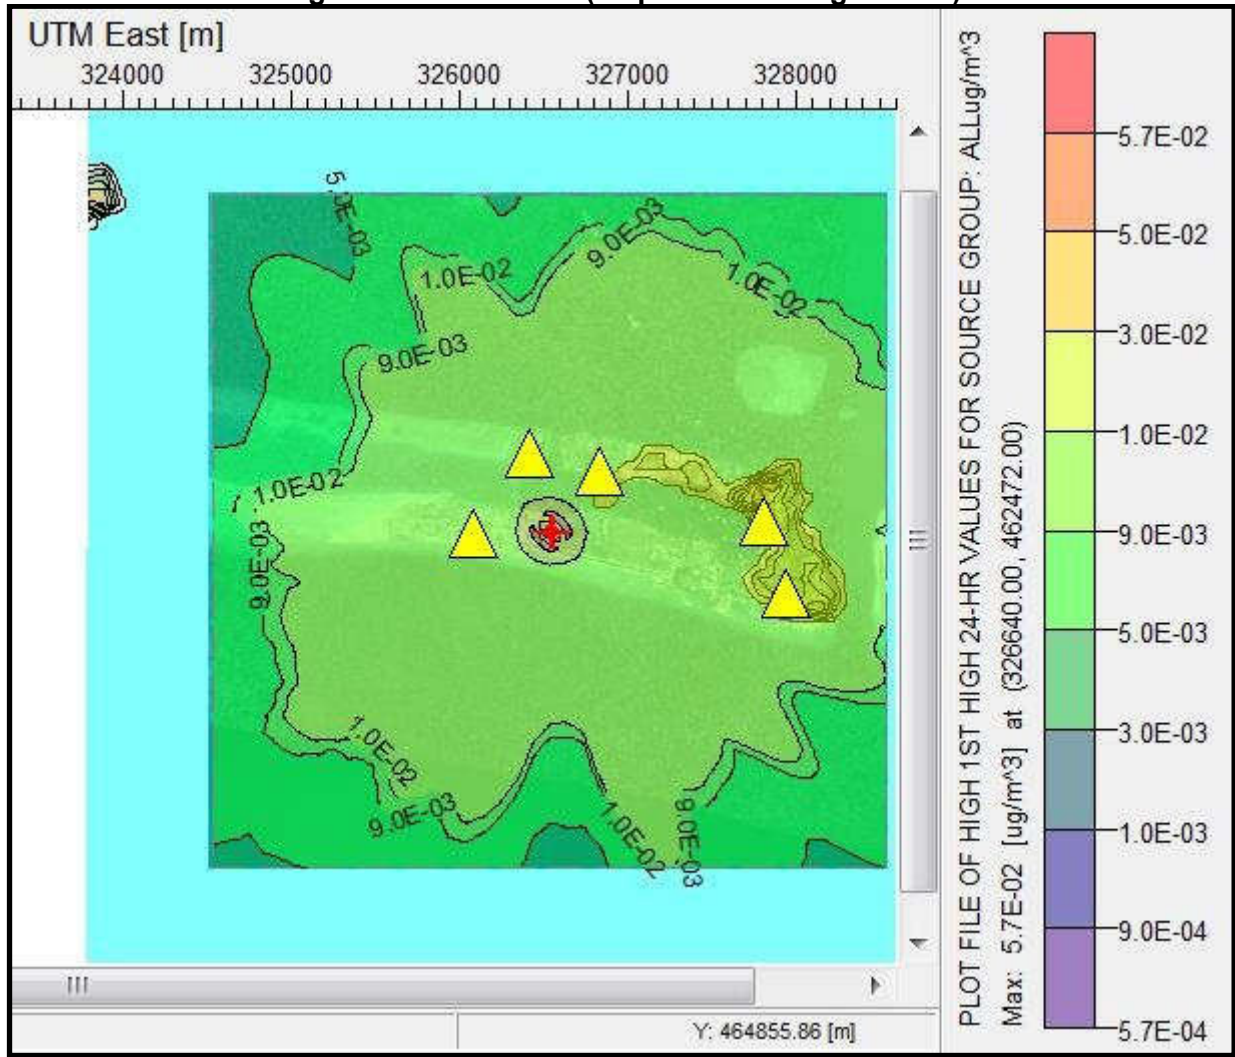 UTM East [m]
324000 325000 326000 327000 328000
5.0E-03
9.0E-03
1.0E-02
1.0E-02
9.0E-03
1.0E-02
9.0E-03
1.0E-02
9.0E-03
1.0E-02
9.0E-03
Y: 464855.86 [m]
PLOT FILE OF HIGH 1ST HIGH 24-HR VALUES FOR SOURCE GROUP: ALLug/m^3
Max: 5.7E-02 [ug/m^3] at (326640.00, 462472.00)
5.7E-02
5.0E-02
3.0E-02
1.0E-02
9.0E-03
5.0E-03
3.0E-03
1.0E-03
9.0E-04
5.7E-04